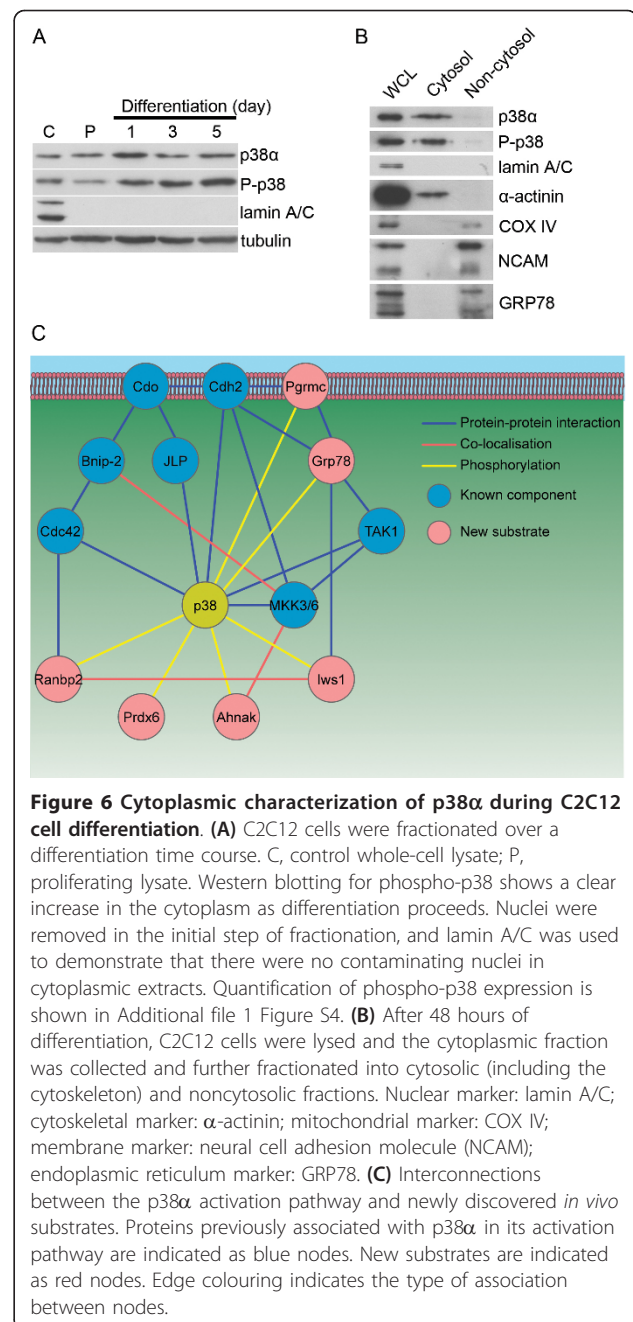 A
B
Differentiation (day)
C P 1 3 5
p38α
P-p38
lamin A/C
tubulin
WCL Cytosol Non-cytosol
p38α
P-p38
lamin A/C
α-actinin
COX IV
NCAM
GRP78
C
Cdo
Cdh2
Pgrmc
Bnip-2
JLP
Grp78
Cdc42
TAK1
p38
MKK3/6
Ranbp2
Iws1
Prdx6
Ahnak
Protein-protein interaction
Co-localisation
Phosphorylation
Known component
New substrate
Figure 6 Cytoplasmic characterization of p38α during C2C12
cell differentiation. (A) C2C12 cells were fractionated over a
differentiation time course. C, control whole-cell lysate; P,
proliferating lysate. Western blotting for phospho-p38 shows a clear
increase in the cytoplasm as differentiation proceeds. Nuclei were
removed in the initial step of fractionation, and lamin A/C was used
to demonstrate that there were no contaminating nuclei in
cytoplasmic extracts. Quantification of phospho-p38 expression is
shown in Additional file 1 Figure S4. (B) After 48 hours of
differentiation, C2C12 cells were lysed and the cytoplasmic fraction
was collected and further fractionated into cytosolic (including the
cytoskeleton) and noncytosolic fractions. Nuclear marker: lamin A/C;
cytoskeletal marker: α-actinin; mitochondrial marker: COX IV;
membrane marker: neural cell adhesion molecule (NCAM);
endoplasmic reticulum marker: GRP78. (C) Interconnections
between the p38α activation pathway and newly discovered in vivo
substrates. Proteins previously associated with p38α in its activation
pathway are indicated as blue nodes. New substrates are indicated
as red nodes. Edge colouring indicates the type of association
between nodes.